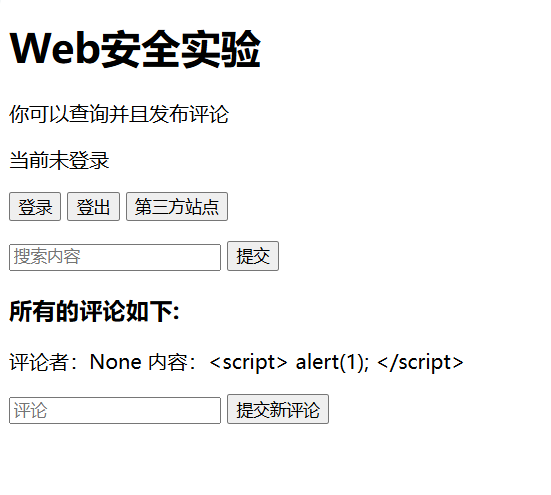 Web安全实验
你可以查询并且发布评论
当前未登录
登录 登出 第三方站点
搜索内容 提交
所有的评论如下:
评论者：None 内容：<script> alert(1); </script>
评论 提交新评论